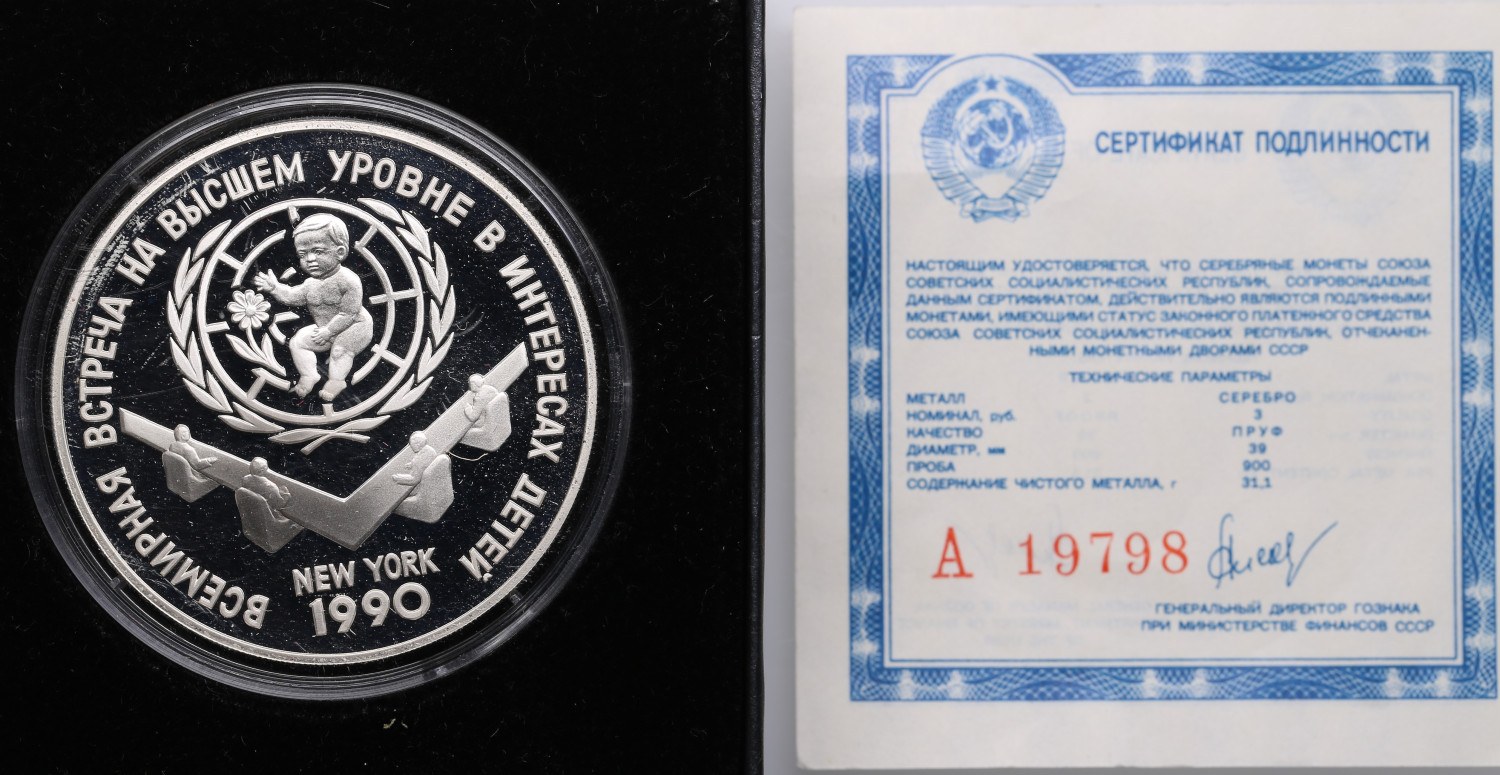 ВСЕМИРНАЯ ВСТРЕЧА НА ВЫСШЕМ УРОВНЕ В ИНТЕРЕСАХ ДЕТЕЙ
NEW YORK
1990
СЕРТИФИКАТ ПОДЛИННОСТИ
НАСТОЯЩИМ УДОСТОВЕРЯЕТСЯ, ЧТО СЕРЕБРЯНЫЕ МОНЕТЫ СОЮЗА
СОВЕТСКИХ СОЦИАЛИСТИЧЕСКИХ РЕСПУБЛИК, СОПРОВОЖДАЕМЫЕ
ДАННЫМ СЕРТИФИКАТОМ, ДЕЙСТВИТЕЛЬНО ЯВЛЯЮТСЯ ПОДЛИННЫМИ
МОНЕТАМИ, ИМЕЮЩИМИ СТАТУС ЗАКОННОГО ПЛАТЕЖНОГО СРЕДСТВА
СОЮЗА СОВЕТСКИХ СОЦИАЛИСТИЧЕСКИХ РЕСПУБЛИК, ОТЧЕКАНЕН-
НЫМИ МОНЕТНЫМИ ДВОРАМИ СССР
ТЕХНИЧЕСКИЕ ПАРАМЕТРЫ
МЕТАЛЛ СЕРЕБРО
НОМИНАЛ, руб. 3
КАЧЕСТВО ПРУФ
ДИАМЕТР, мм 39
ПРОБА 900
СОДЕРЖАНИЕ ЧИСТОГО МЕТАЛЛА, г 31,1
А 19798
ГЕНЕРАЛЬНЫЙ ДИРЕКТОР ГОЗНАКА
ПРИ МИНИСТЕРСТВЕ ФИНАНСОВ СССР